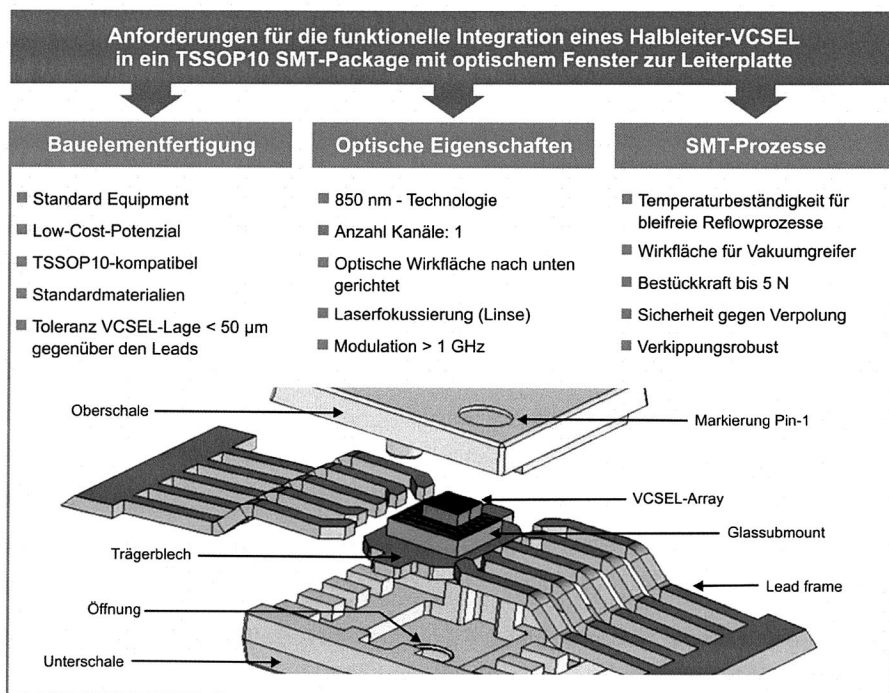 Anforderungen für die funktionelle Integration eines Halbleiter-VCSEL
in ein TSSOP10 SMT-Package mit optischem Fenster zur Leiterplatte
Bauelementfertigung
Standard Equipment
Low-Cost-Potenzial
TSSOP10-kompatibel
Standardmaterialien
Toleranz VCSEL-Lage < 50 µm
gegenüber den Leads
Optische Eigenschaften
850 nm - Technologie
Anzahl Kanäle: 1
Optische Wirkfläche nach unten
gerichtet
Laserfokussierung (Linse)
Modulation > 1 GHz
SMT-Prozesse
Temperaturbeständigkeit für
bleifreie Reflowprozesse
Wirkfläche für Vakuumgreifer
Bestückkraft bis 5 N
Sicherheit gegen Verpolung
Verkippungsrobust
Oberschale
Markierung Pin-1
VCSEL-Array
Glassubmount
Trägerblech
Lead frame
Öffnung
Unterschale